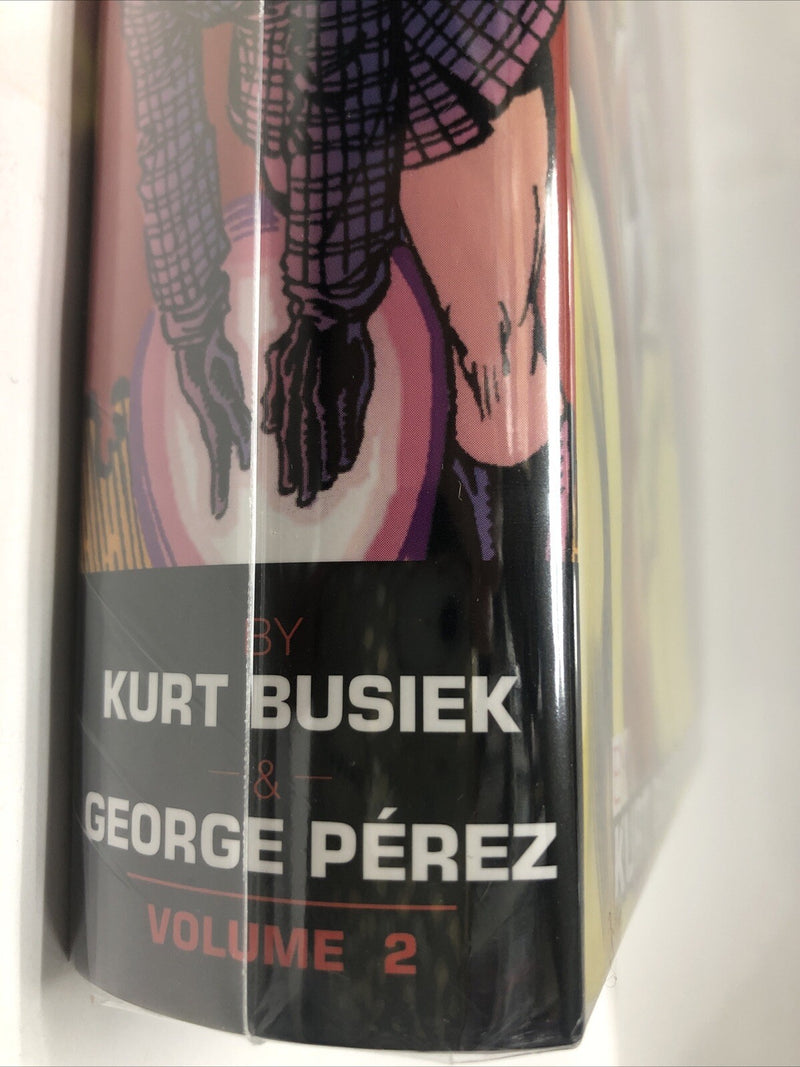 BY
KURT BUSIEK
&
GEORGE PÉREZ
VOLUME 2